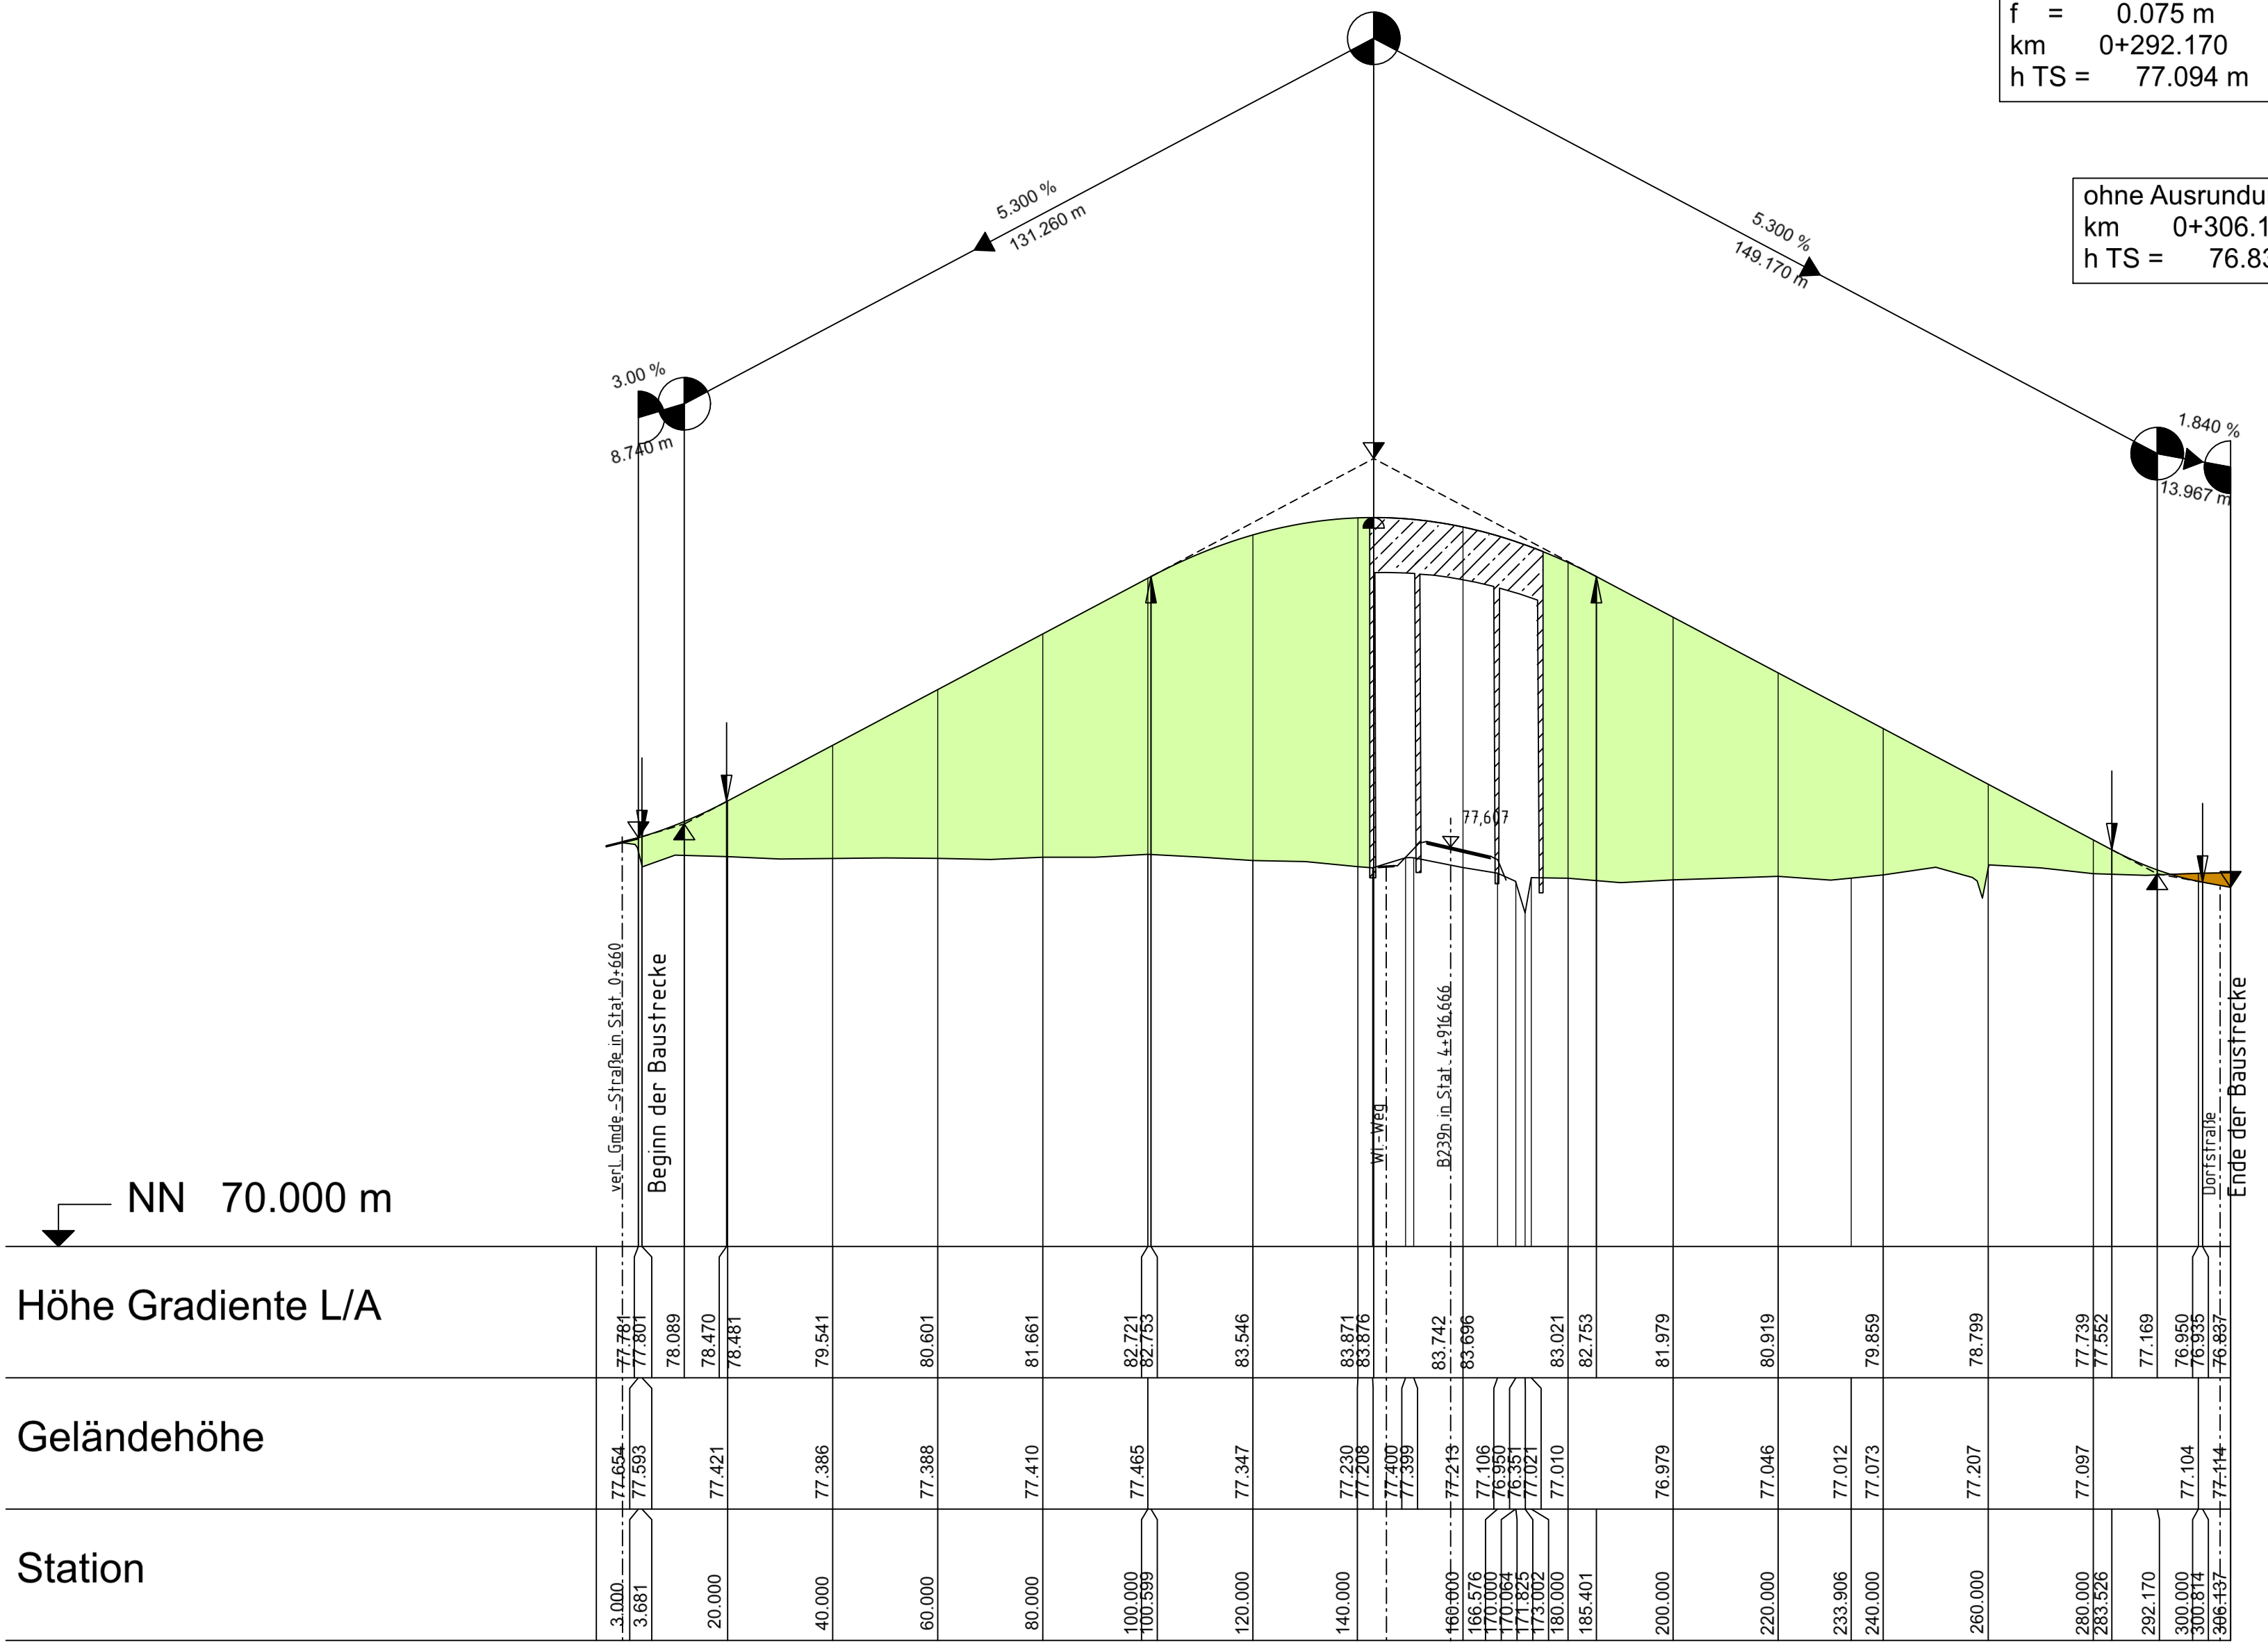 f = 0.075 m
km 0+292.170
h TS = 77.094 m
ohne Ausrundu
km 0+306.1
h TS = 76.83
5.300 %
131.260 m
5.300 %
149.170 m
3.00 %
8.740 m
1.840 %
13.967 m
77,607
verl. Gmde.-Straße in Stat. 0+660
Beginn der Baustrecke
Wi.-Weg
B239n in Stat. 4+916,666
Dorfstraße
Ende der Baustrecke
NN 70.000 m
Höhe Gradiente L/A
77.781 77.801 78.089 78.470 78.481 79.541 80.601 81.661 82.721 82.753 83.546 83.871 83.876 83.742 83.696 83.021 82.753 81.979 80.919 79.859 78.799 77.739 77.552 77.169 76.950 76.935 76.837
Geländehöhe
77.654 77.593 77.421 77.386 77.388 77.410 77.465 77.347 77.230 77.208 77.400 77.399 77.213 77.106 76.950 76.351 77.021 77.010 76.979 77.046 77.012 77.073 77.207 77.097 77.104 77.114
Station
3.000 3.681 20.000 40.000 60.000 80.000 100.000 100.599 120.000 140.000 160.000 166.576 170.000 170.064 171.825 173.002 180.000 185.401 200.000 220.000 233.906 240.000 260.000 280.000 283.526 292.170 300.000 300.814 306.137